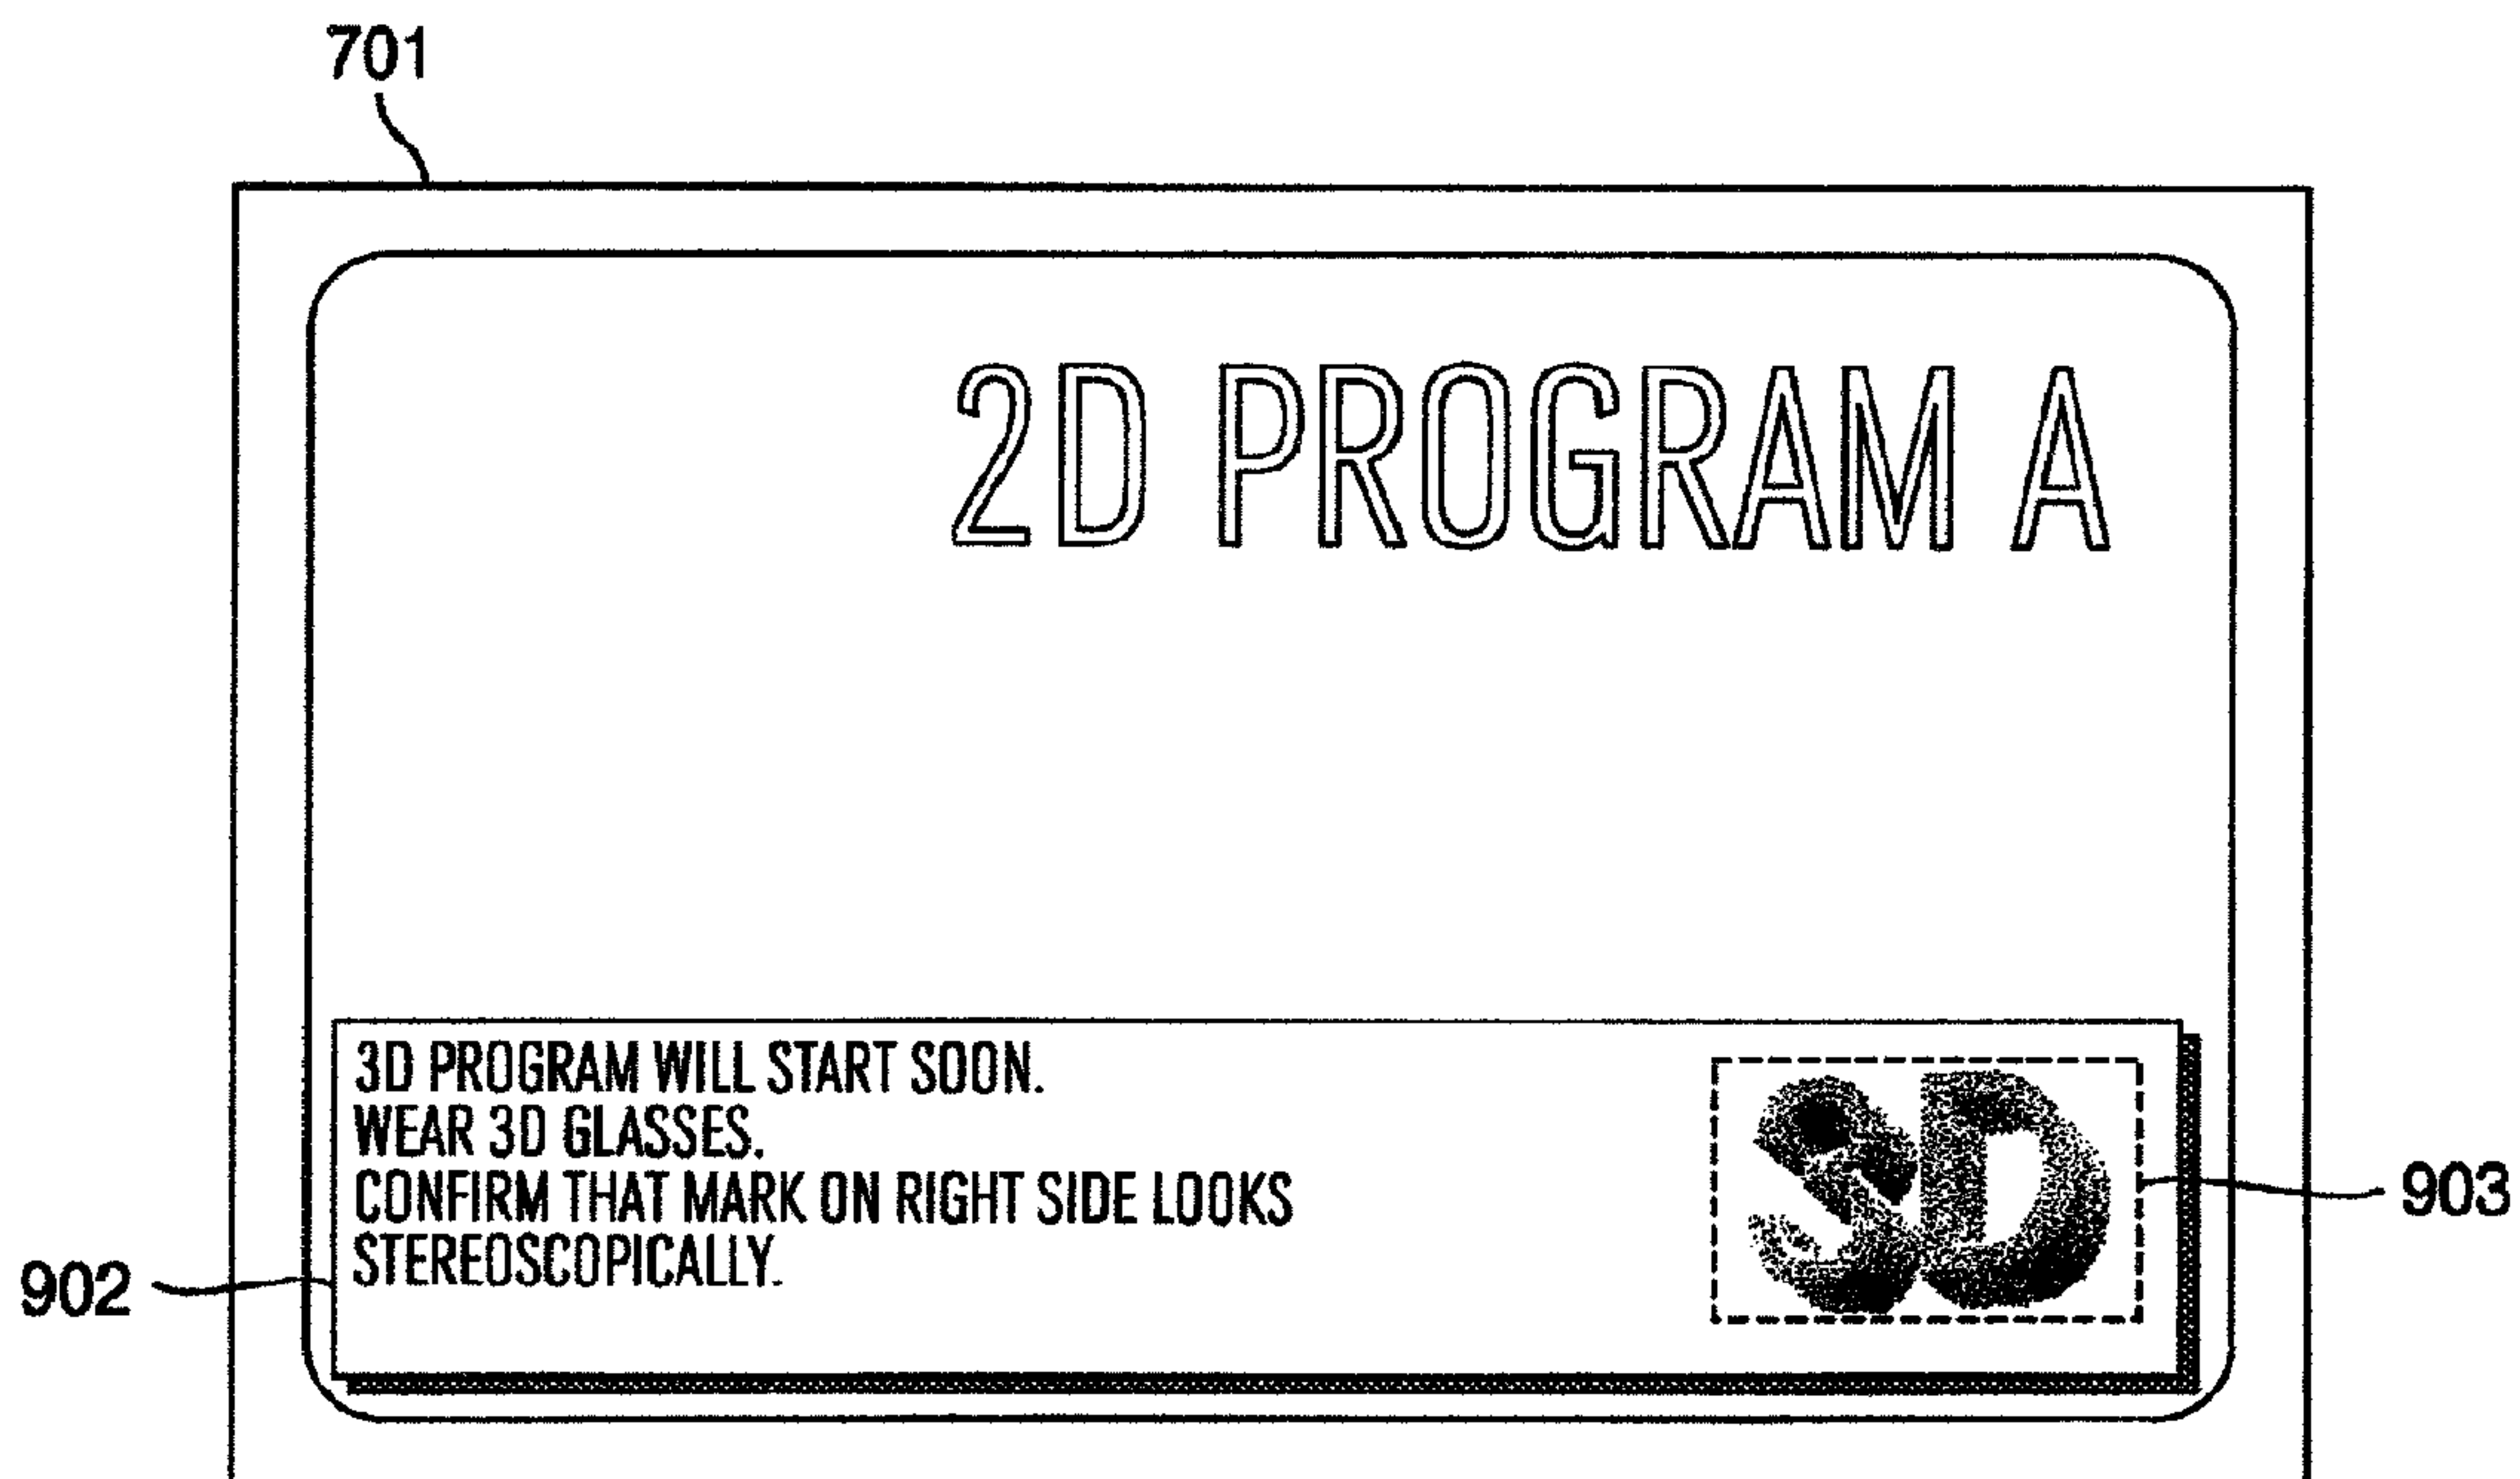 701
2D PROGRAM A
3D PROGRAM WILL START SOON.
WEAR 3D GLASSES.
CONFIRM THAT MARK ON RIGHT SIDE LOOKS
STEREOSCOPICALLY.
3D
902
903